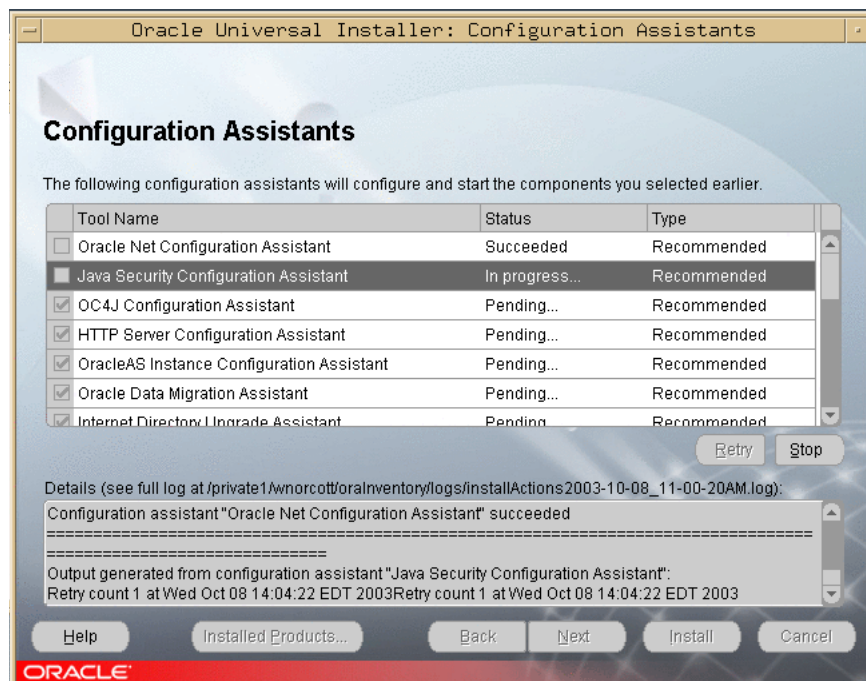 Oracle Universal Installer: Configuration Assistants
Configuration Assistants
The following configuration assistants will configure and start the components you selected earlier.
Tool Name Status Type
Oracle Net Configuration Assistant Succeeded Recommended
Java Security Configuration Assistant In progress... Recommended
OC4J Configuration Assistant Pending... Recommended
HTTP Server Configuration Assistant Pending... Recommended
OracleAS Instance Configuration Assistant Pending... Recommended
Oracle Data Migration Assistant Pending... Recommended
Internet Directory Upgrade Assistant Pending Recommended
Retry Stop
Details (see full log at /private1/wnorcott/oraInventory/logs/installActions2003-10-08_11-00-20AM.log):
Configuration assistant "Oracle Net Configuration Assistant" succeeded
=============================================================================
============================
Output generated from configuration assistant "Java Security Configuration Assistant":
Retry count 1 at Wed Oct 08 14:04:22 EDT 2003Retry count 1 at Wed Oct 08 14:04:22 EDT 2003
Help Installed Products... Back Next Install Cancel
ORACLE